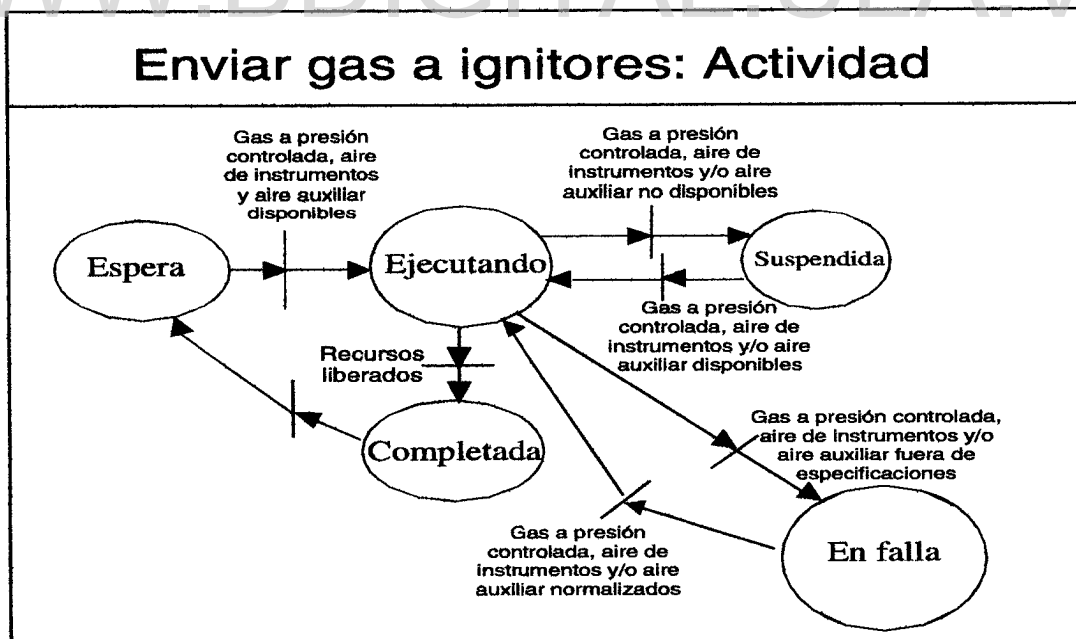 WWW.BDIGITAL.ULA.V
Enviar gas a ignitores: Actividad
Gas a presión
controlada, aire
de instrumentos
y aire auxiliar
disponibles
Gas a presión
controlada, aire de
instrumentos y/o aire
auxiliar no disponibles
Espera
Ejecutando
Suspendida
Gas a presión
controlada, aire de
instrumentos y/o aire
auxiliar disponibles
Recursos
liberados
Completada
Gas a presión controlada,
aire de instrumentos y/o
aire auxiliar fuera de
especificaciones
Gas a presión
controlada, aire de
instrumentos y/o aire
auxiliar normalizados
En falla